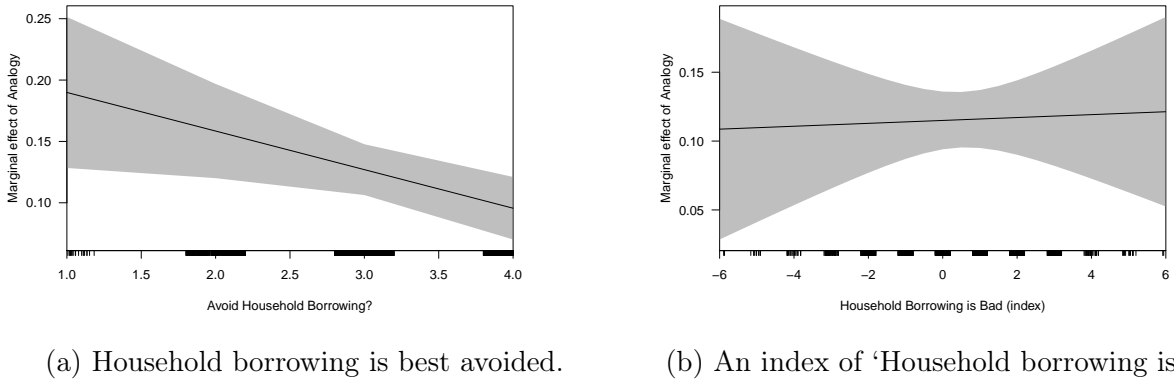 0.25
0.20
0.15
0.10
Marginal effect of Analogy
1.0 1.5 2.0 2.5 3.0 3.5 4.0
Avoid Household Borrowing?
(a) Household borrowing is best avoided.
0.15
0.10
0.05
Marginal effect of Analogy
−6 −4 −2 0 2 4 6
Household Borrowing is Bad (index)
(b) An index of ‘Household borrowing is